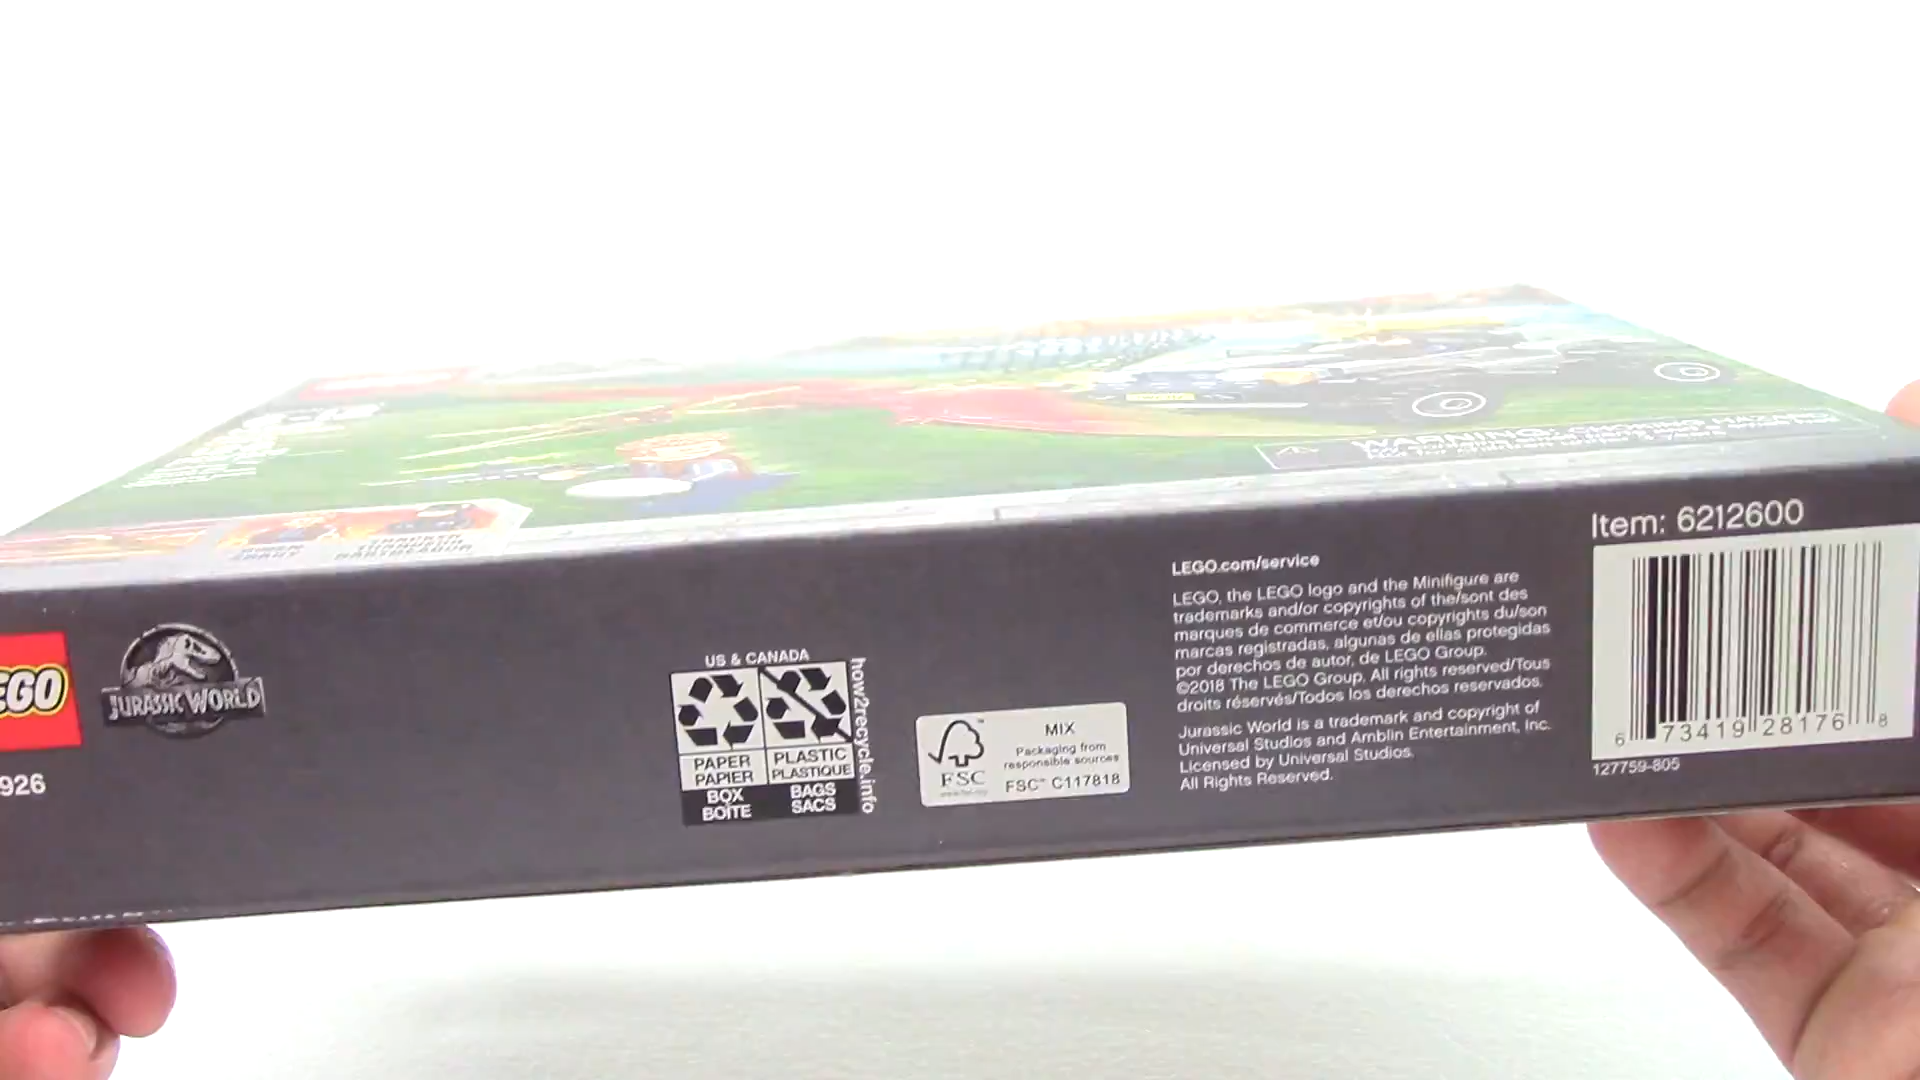 WARNING: CHOKING HAZARD
LEGO
JURASSIC WORLD
926
US & CANADA
PAPER
PAPIER
BOX
BOÎTE
PLASTIC
PLASTIQUE
BAGS
SACS
how2recycle.info
FSC
MIX
Packaging from
responsible sources
FSC™ C117818
LEGO.com/service
LEGO, the LEGO logo and the Minifigure are
trademarks and/or copyrights of the/sont des
marques de commerce et/ou copyrights du/son
marcas registradas, algunas de ellas protegidas
por derechos de autor, de LEGO Group.
©2018 The LEGO Group. All rights reserved/Tous
droits réservés/Todos los derechos reservados.
Jurassic World is a trademark and copyright of
Universal Studios and Amblin Entertainment, Inc.
Licensed by Universal Studios.
All Rights Reserved.
Item: 6212600
6 73419 28176 8
127759-805